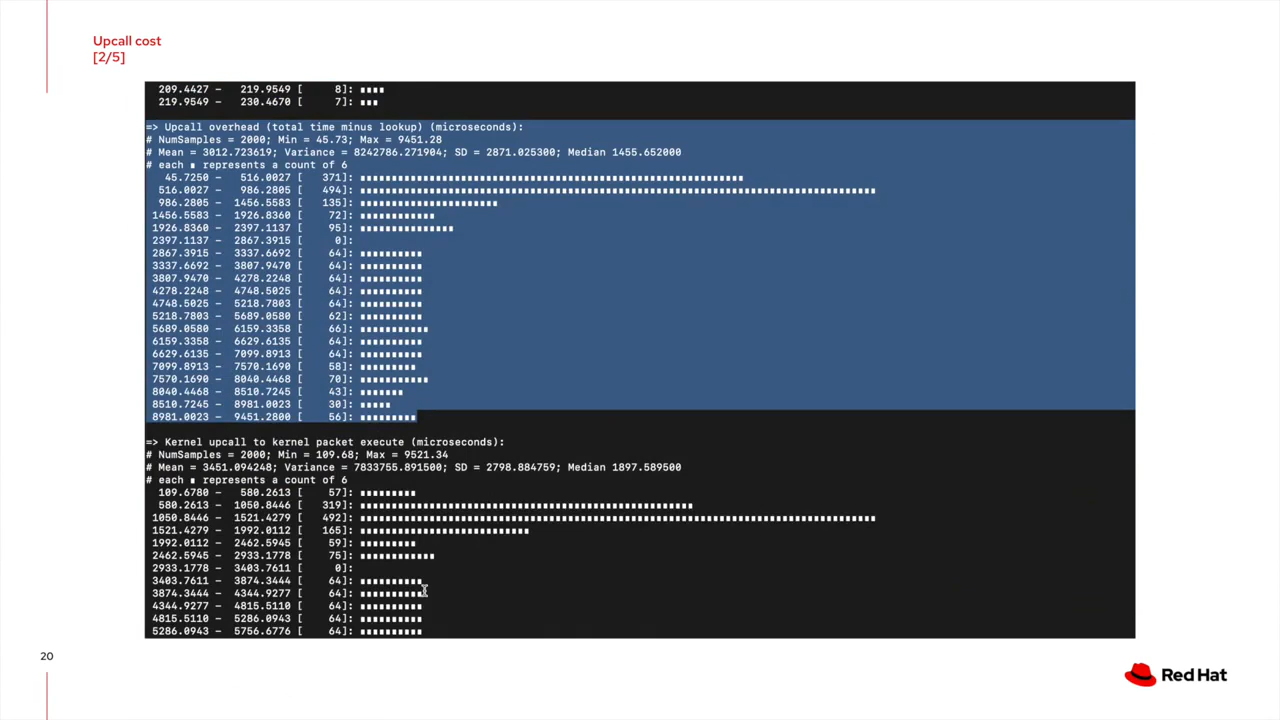 Upcall cost
[2/5]
209.4427 - 219.9549 [ 8]: ∎∎∎∎
219.9549 - 230.4670 [ 7]: ∎∎∎
=> Upcall overhead (total time minus lookup) (microseconds):
# NumSamples = 2000; Min = 45.73; Max = 9451.28
# Mean = 3012.723619; Variance = 8242786.271904; SD = 2871.025300; Median 1455.652000
# each ∎ represents a count of 6
45.7250 - 516.0027 [ 371]:
516.0027 - 986.2805 [ 494]:
986.2805 - 1456.5583 [ 135]:
1456.5583 - 1926.8360 [ 72]:
1926.8360 - 2397.1137 [ 95]:
2397.1137 - 2867.3915 [ 0]:
2867.3915 - 3337.6692 [ 64]:
3337.6692 - 3807.9470 [ 64]:
3807.9470 - 4278.2248 [ 64]:
4278.2248 - 4748.5025 [ 64]:
4748.5025 - 5218.7803 [ 64]:
5218.7803 - 5689.0580 [ 62]:
5689.0580 - 6159.3358 [ 66]:
6159.3358 - 6629.6135 [ 64]:
6629.6135 - 7099.8913 [ 64]:
7099.8913 - 7570.1690 [ 58]:
7570.1690 - 8040.4468 [ 70]:
8040.4468 - 8510.7245 [ 43]:
8510.7245 - 8981.0023 [ 30]:
8981.0023 - 9451.2800 [ 56]:
=> Kernel upcall to kernel packet execute (microseconds):
# NumSamples = 2000; Min = 109.68; Max = 9521.34
# Mean = 3451.094248; Variance = 7833755.891500; SD = 2798.884759; Median 1897.589500
# each ∎ represents a count of 6
109.6780 - 580.2613 [ 57]:
580.2613 - 1050.8446 [ 319]:
1050.8446 - 1521.4279 [ 492]:
1521.4279 - 1992.0112 [ 165]:
1992.0112 - 2462.5945 [ 59]:
2462.5945 - 2933.1778 [ 75]:
2933.1778 - 3403.7611 [ 0]:
3403.7611 - 3874.3444 [ 64]:
3874.3444 - 4344.9277 [ 64]:
4344.9277 - 4815.5110 [ 64]:
4815.5110 - 5286.0943 [ 64]:
5286.0943 - 5756.6776 [ 64]:
20
Red Hat